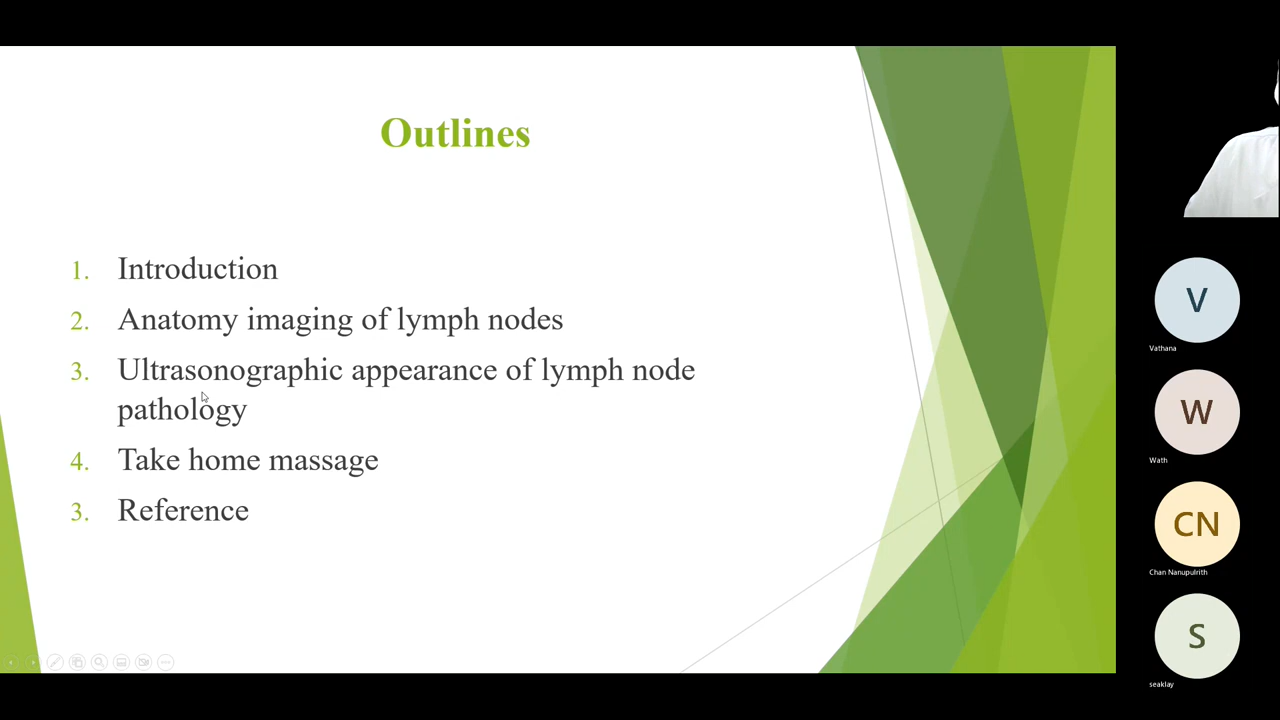 Outlines
1. Introduction
2. Anatomy imaging of lymph nodes
3. Ultrasonographic appearance of lymph node
pathology
4. Take home massage
3. Reference
V
Vathana
W
Wath
CN
Chan Nanupulrith
S
seaklay